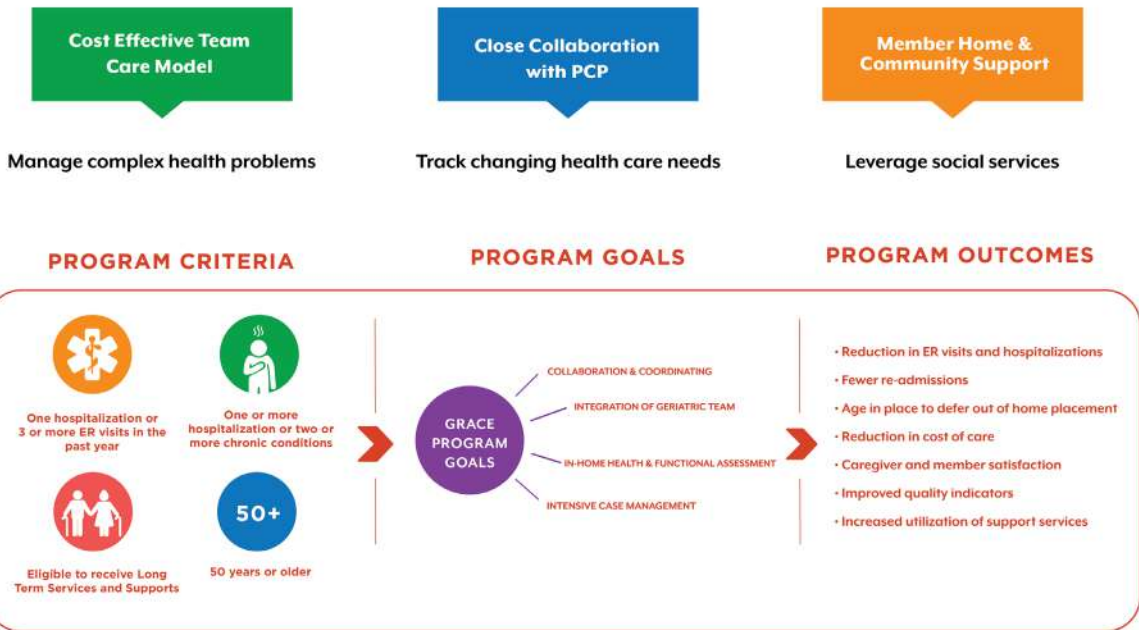 Cost Effective Team
Care Model
Close Collaboration
with PCP
Member Home &
Community Support
Manage complex health problems
Track changing health care needs
Leverage social services
PROGRAM CRITERIA
PROGRAM GOALS
PROGRAM OUTCOMES
One hospitalization or
3 or more ER visits in the
past year
One or more
hospitalization or two or
more chronic conditions
Eligible to receive Long
Term Services and Supports
50+
50 years or older
GRACE
PROGRAM
GOALS
COLLABORATION & COORDINATING
INTEGRATION OF GERIATRIC TEAM
IN-HOME HEALTH & FUNCTIONAL ASSESSMENT
INTENSIVE CASE MANAGEMENT
• Reduction in ER visits and hospitalizations
• Fewer re-admissions
• Age in place to defer out of home placement
• Reduction in cost of care
• Caregiver and member satisfaction
• Improved quality indicators
• Increased utilization of support services